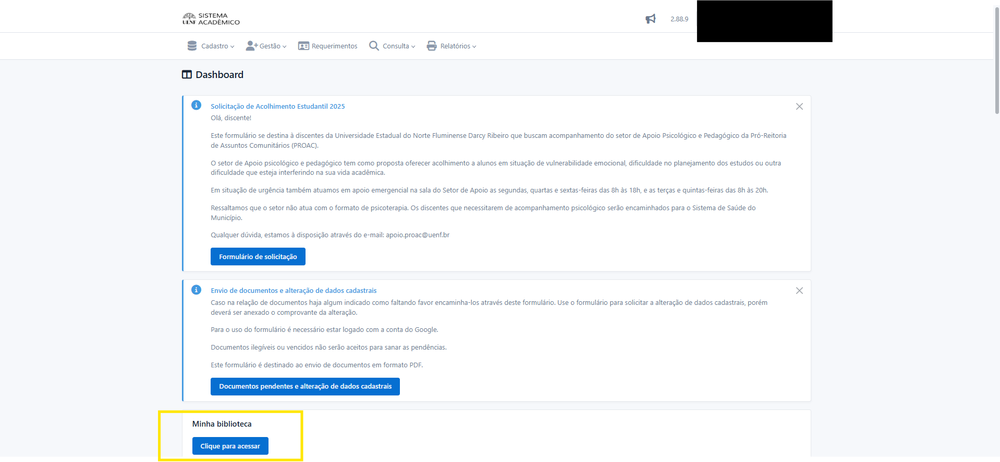 UENF SISTEMA ACADÊMICO
2.88.9
Cadastro Gestão Requerimentos Consulta Relatórios
Dashboard
Solicitação de Acolhimento Estudantil 2025
Olá, discente!
Este formulário se destina à discentes da Universidade Estadual do Norte Fluminense Darcy Ribeiro que buscam acompanhamento do setor de Apoio Psicológico e Pedagógico da Pró-Reitoria
de Assuntos Comunitários (PROAC).
O setor de Apoio psicológico e pedagógico tem como proposta oferecer acolhimento a alunos em situação de vulnerabilidade emocional, dificuldade no planejamento dos estudos ou outra
dificuldade que esteja interferindo na sua vida acadêmica.
Em situação de urgência também atuamos em apoio emergencial na sala do Setor de Apoio as segundas, quartas e sextas-feiras das 8h às 18h, e as terças e quintas-feiras das 8h às 20h.
Ressaltamos que o setor não atua com o formato de psicoterapia. Os discentes que necessitarem de acompanhamento psicológico serão encaminhados para o Sistema de Saúde do
Município.
Qualquer dúvida, estamos à disposição através do e-mail: apoio.proac@uenf.br
Formulário de solicitação
Envio de documentos e alteração de dados cadastrais
Caso na relação de documentos haja algum indicado como faltando favor encaminha-los através deste formulário. Use o formulário para solicitar a alteração de dados cadastrais, porém
deverá ser anexado o comprovante da alteração.
Para o uso do formulário é necessário estar logado com a conta do Google.
Documentos ilegíveis ou vencidos não serão aceitos para sanar as pendências.
Este formulário é destinado ao envio de documentos em formato PDF.
Documentos pendentes e alteração de dados cadastrais
Minha biblioteca
Clique para acessar